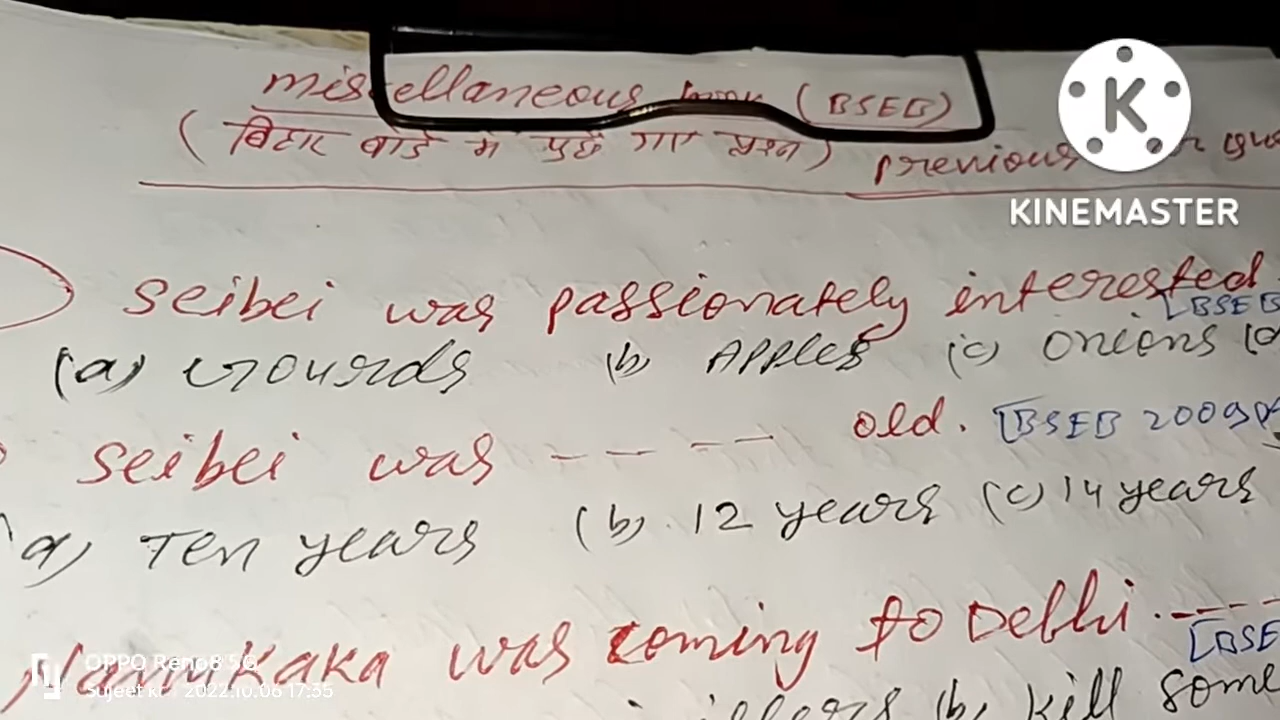 miscellaneous (BSEB)
(बिहार बोर्ड में पुछे गए प्रश्न) previous
K
KINEMASTER
Seibei was passionately interested
[BSEB
(a) Gourds (b) Apples (c) onions (d
Seibei was ---- --- old. [BSEB 2009
a) Ten years (b) 12 years (c) 14 years
Kaka was coming to Delhi.----
[BSE
(b) kill some
OPPO Reno8 5G
Sujeet kr 2022.10.06 17:35